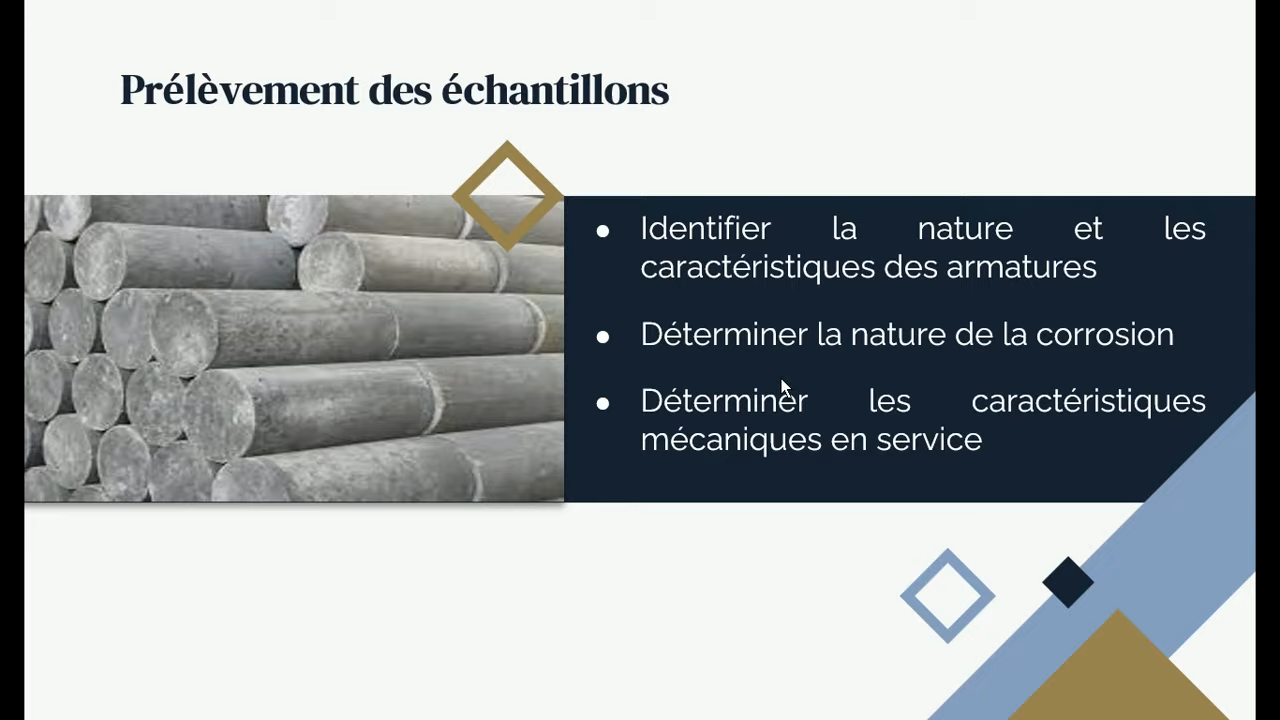 Prélèvement des échantillons
● Identifier la nature et les
caractéristiques des armatures
● Déterminer la nature de la corrosion
● Déterminer les caractéristiques
mécaniques en service